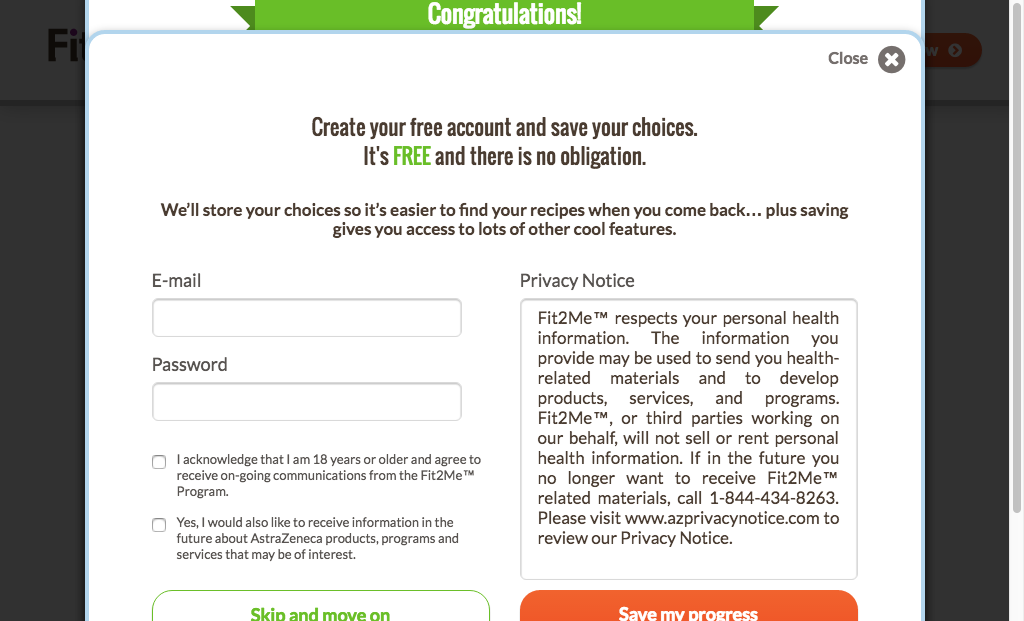 Congratulations!
Fit
w
Close
Create your free account and save your choices.
It's FREE and there is no obligation.
We'll store your choices so it's easier to find your recipes when you come back... plus saving
gives you access to lots of other cool features.
E-mail
Password
I acknowledge that I am 18 years or older and agree to
receive on-going communications from the Fit2Me™
Program.
Yes, I would also like to receive information in the
future about AstraZeneca products, programs and
services that may be of interest.
Skip and move on
Privacy Notice
Fit2Me™ respects your personal health
information. The information you
provide may be used to send you health-
related materials and to develop
products, services, and programs.
Fit2Me™, or third parties working on
our behalf, will not sell or rent personal
health information. If in the future you
no longer want to receive Fit2Me™
related materials, call 1-844-434-8263.
Please visit www.azprivacynotice.com to
review our Privacy Notice.
Save my progress